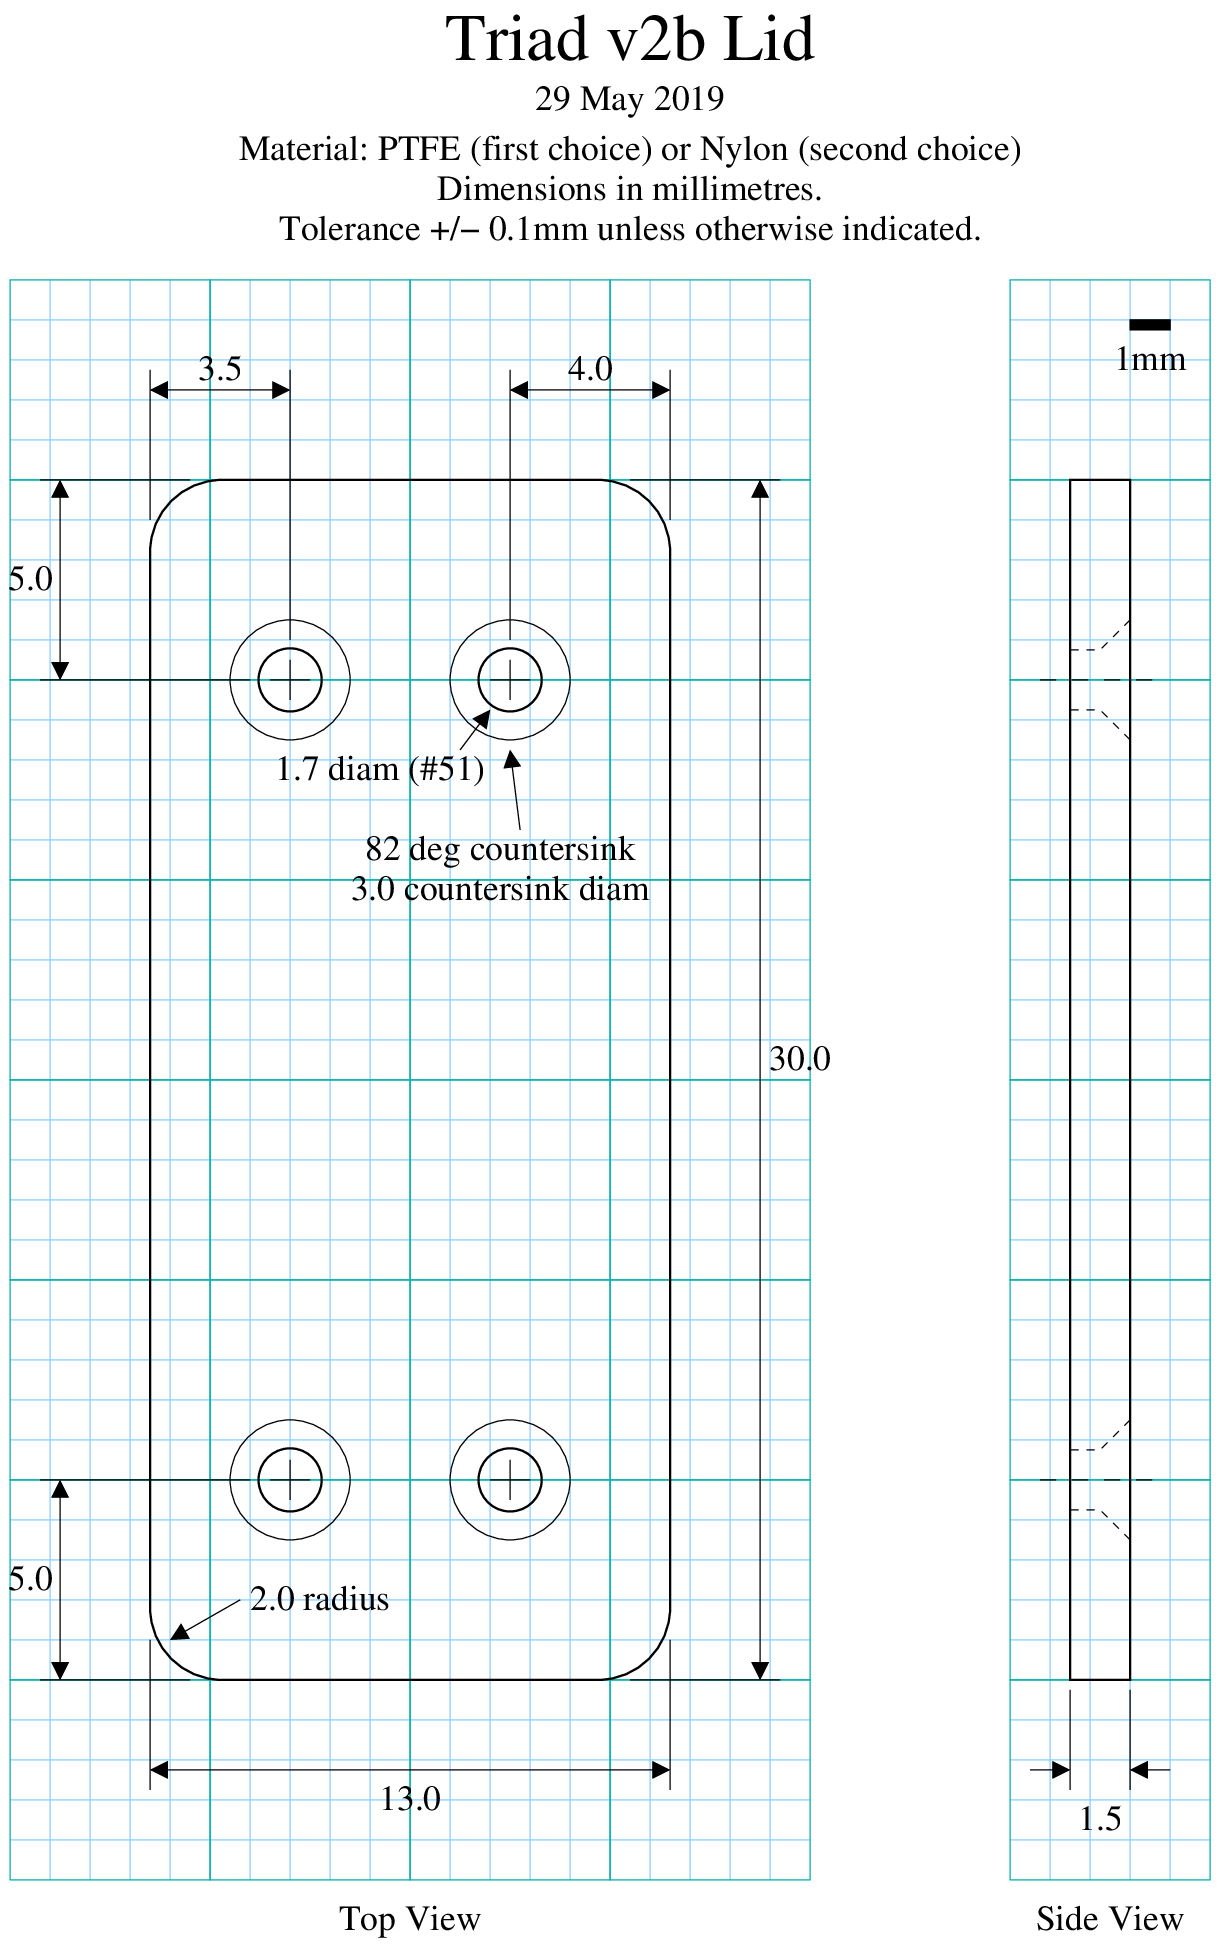 Triad v2b Lid
29 May 2019
Material: PTFE (first choice) or Nylon (second choice)
Dimensions in millimetres.
Tolerance +/− 0.1mm unless otherwise indicated.
1mm
3.5
4.0
5.0
1.7 diam (#51)
82 deg countersink
3.0 countersink diam
30.0
5.0
2.0 radius
13.0
1.5
Top View
Side View